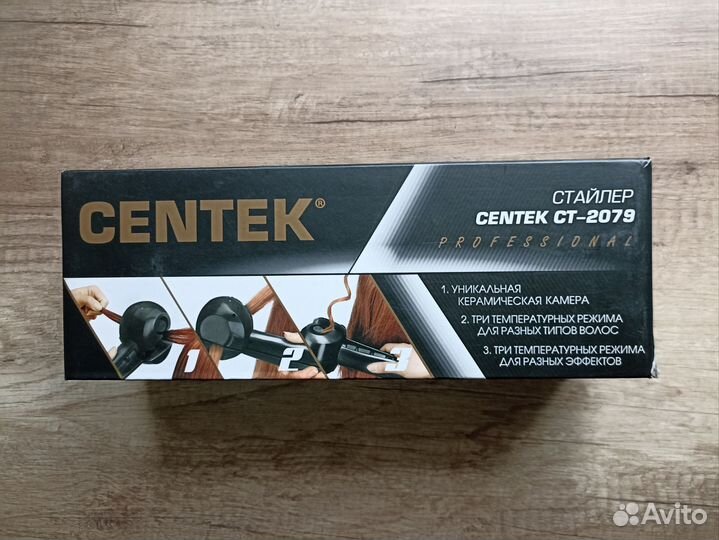 CENTEK®
СТАЙЛЕР
CENTEK CT-2079
PROFESSIONAL
1. УНИКАЛЬНАЯ
КЕРАМИЧЕСКАЯ КАМЕРА
2. ТРИ ТЕМПЕРАТУРНЫХ РЕЖИМА
ДЛЯ РАЗНЫХ ТИПОВ ВОЛОС
3. ТРИ ТЕМПЕРАТУРНЫХ РЕЖИМА
ДЛЯ РАЗНЫХ ЭФФЕКТОВ
1 2 3
Avito